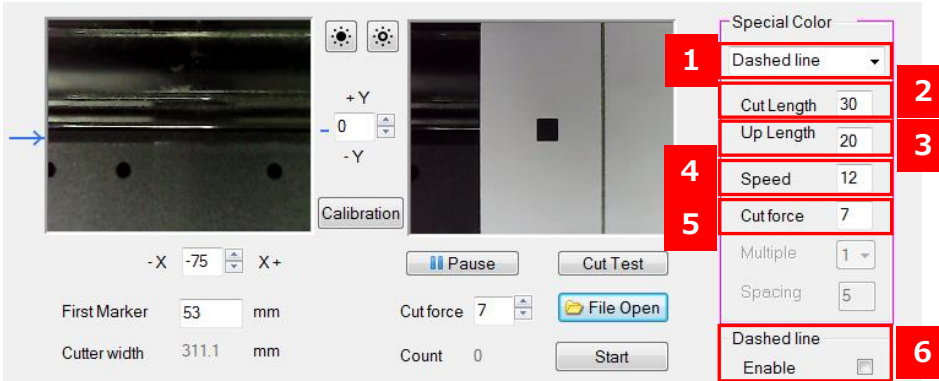 Special Color
1 Dashed line
+Y
2 Cut Length 30
0
3 Up Length 20
-Y
4 Speed 12
Calibration
5 Cut force 7
-X -75 X+
Pause
Cut Test
Multiple 1
First Marker 53 mm
Cut force 7
File Open
Spacing 5
Cutter width 311.1 mm
Count 0
Start
Dashed line
6 Enable